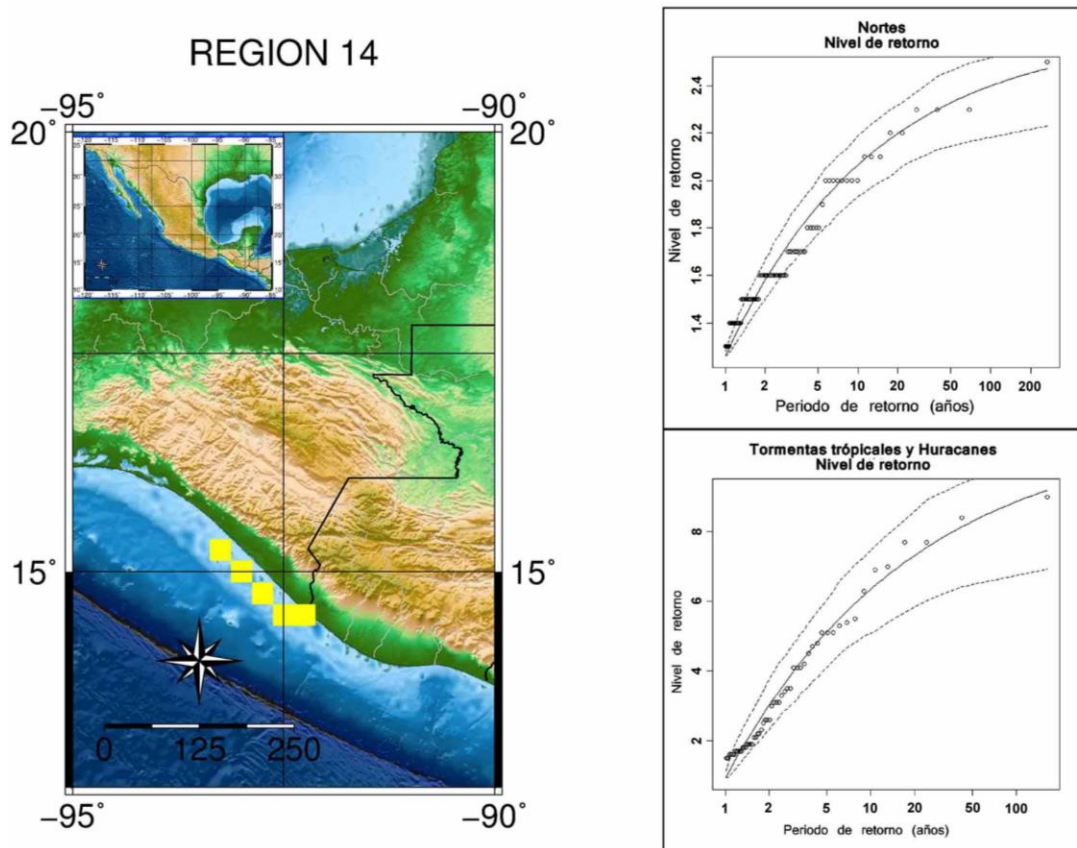 REGION 14
−95˚ −90˚
20˚ 20˚
15˚ 15˚
0 125 250
−95˚ −90˚
Nortes
Nivel de retorno
Nivel de retorno
2.4
2.2
2.0
1.8
1.6
1.4
1 2 5 10 20 50 100 200
Periodo de retorno (años)
Tormentas trópicales y Huracanes
Nivel de retorno
Nivel de retorno
8
6
4
2
1 2 5 10 20 50 100
Periodo de retorno (años)